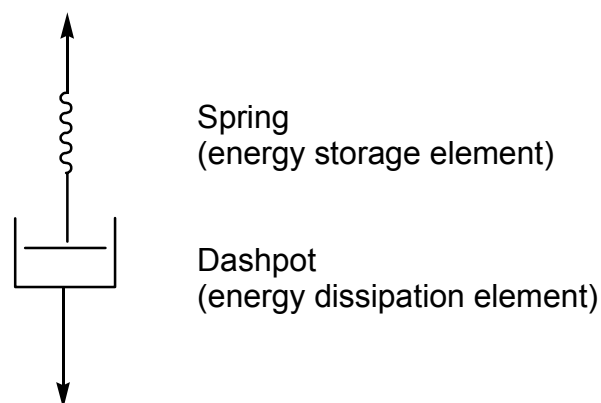 Spring
(energy storage element)
Dashpot
(energy dissipation element)